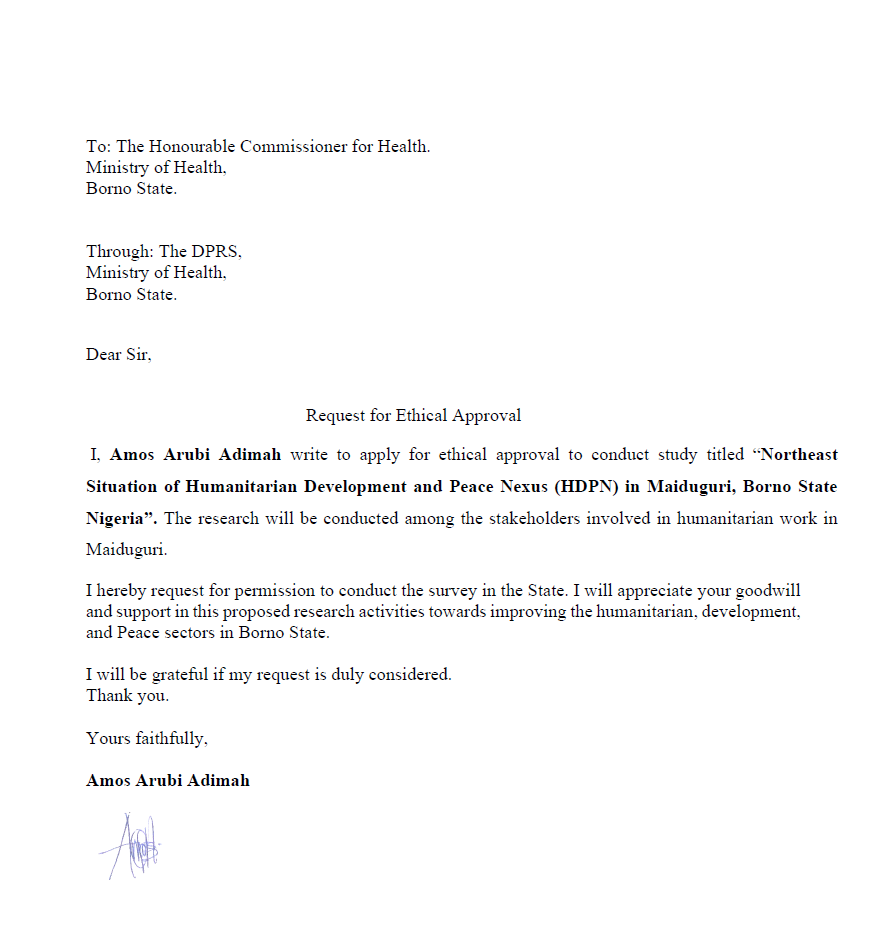 To: The Honourable Commissioner for Health.
Ministry of Health,
Borno State.
Through: The DPRS,
Ministry of Health,
Borno State.
Dear Sir,
Request for Ethical Approval
I, Amos Arubi Adimah write to apply for ethical approval to conduct study titled “Northeast
Situation of Humanitarian Development and Peace Nexus (HDPN) in Maiduguri, Borno State
Nigeria”. The research will be conducted among the stakeholders involved in humanitarian work in
Maiduguri.
I hereby request for permission to conduct the survey in the State. I will appreciate your goodwill
and support in this proposed research activities towards improving the humanitarian, development,
and Peace sectors in Borno State.
I will be grateful if my request is duly considered.
Thank you.
Yours faithfully,
Amos Arubi Adimah